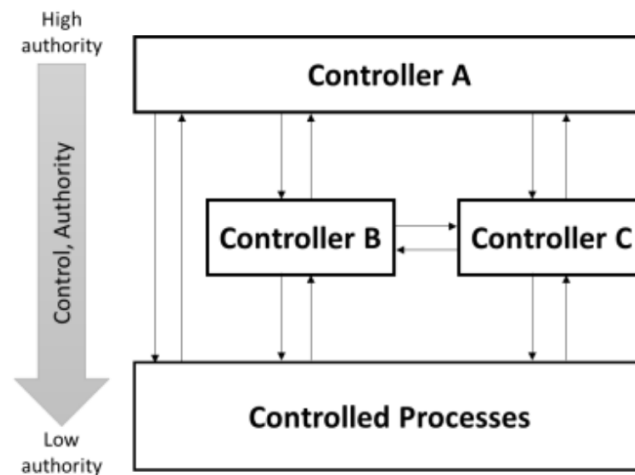 High
authority
Controller A
Control, Authority
Controller B
Controller C
Controlled Processes
Low
authority